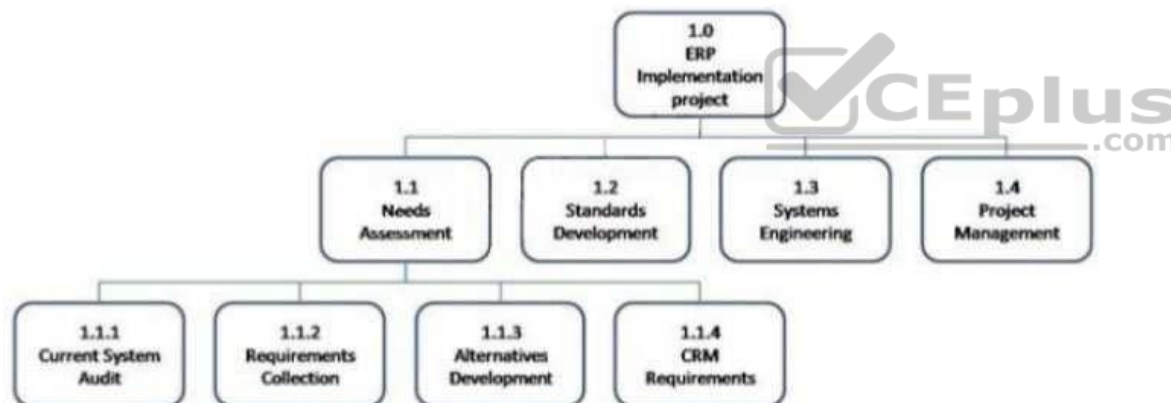 1.0
ERP
Implementation
project
CEplus
.com
1.1
Needs
Assessment
1.2
Standards
Development
1.3
Systems
Engineering
1.4
Project
Management
1.1.1
Current System
Audit
1.1.2
Requirements
Collection
1.1.3
Alternatives
Development
1.1.4
CRM
Requirements